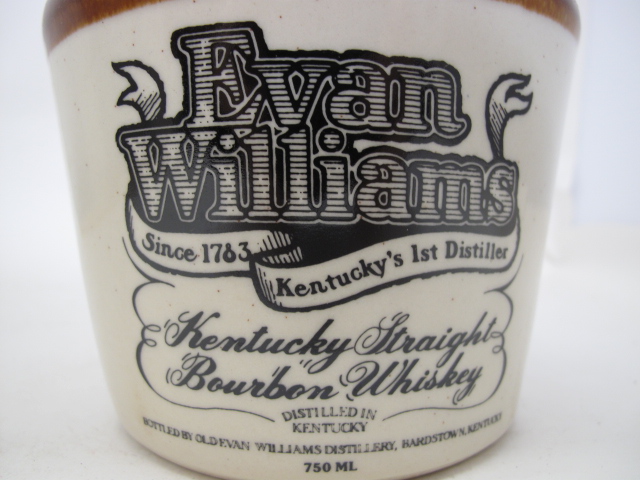 Evan
Williams
Since 1783
Kentucky's 1st Distiller
Kentucky Straight
Bourbon Whiskey
DISTILLED IN
KENTUCKY
BOTTLED BY OLD EVAN WILLIAMS DISTILLERY, BARDSTOWN, KENTUCKY
750 ML